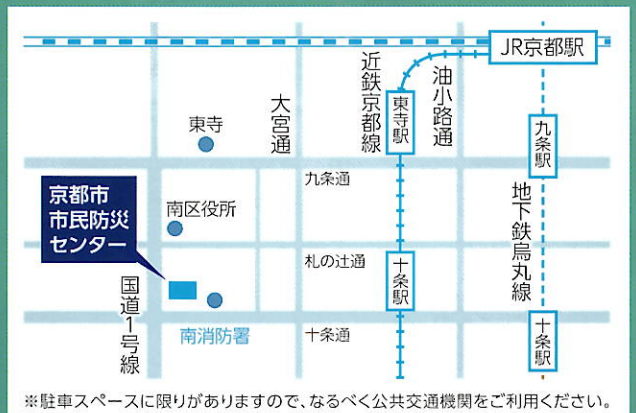 JR京都駅
近鉄京都線
油小路通
大宮通
東寺駅
東寺
九条駅
九条通
京都市
市民防災
センター
南区役所
地下鉄烏丸線
札の辻通
十条駅
国道1号線
南消防署
十条通
十条駅
※駐車スペースに限りがありますので、なるべく公共交通機関をご利用ください。